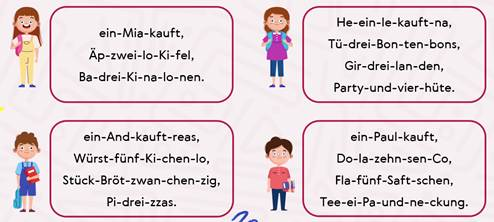 ein-Mia-kauft,
Äp-zwei-lo-Ki-fel,
Ba-drei-Ki-na-lo-nen.
He-ein-le-kauft-na,
Tü-drei-Bon-ten-bons,
Gir-drei-lan-den,
Party-und-vier-hüte.
ein-And-kauft-reas,
Würst-fünf-Ki-chen-lo,
Stück-Bröt-zwan-chen-zig,
Pi-drei-zzas.
ein-Paul-kauft,
Do-la-zehn-sen-Co,
Fla-fünf-Saft-schen,
Tee-ei-Pa-und-ne-ckung.